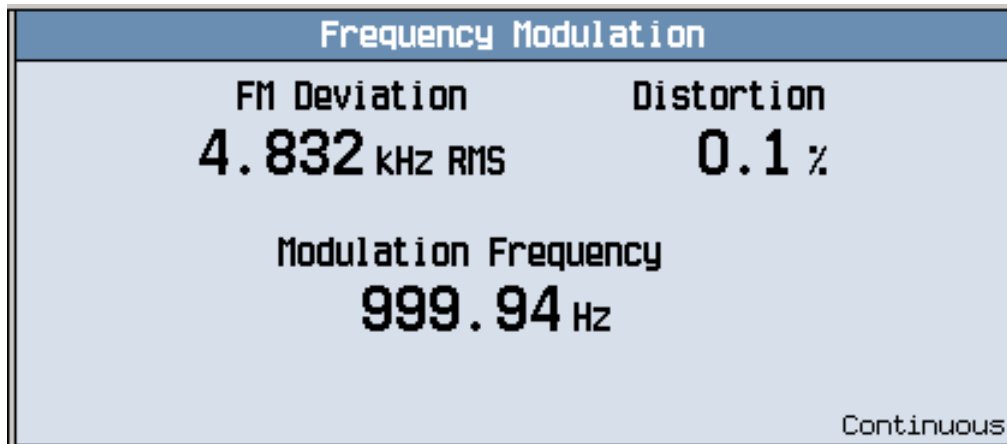 Frequency Modulation
FM Deviation Distortion
4.832 kHz RMS 0.1 %
Modulation Frequency
999.94 Hz
Continuous